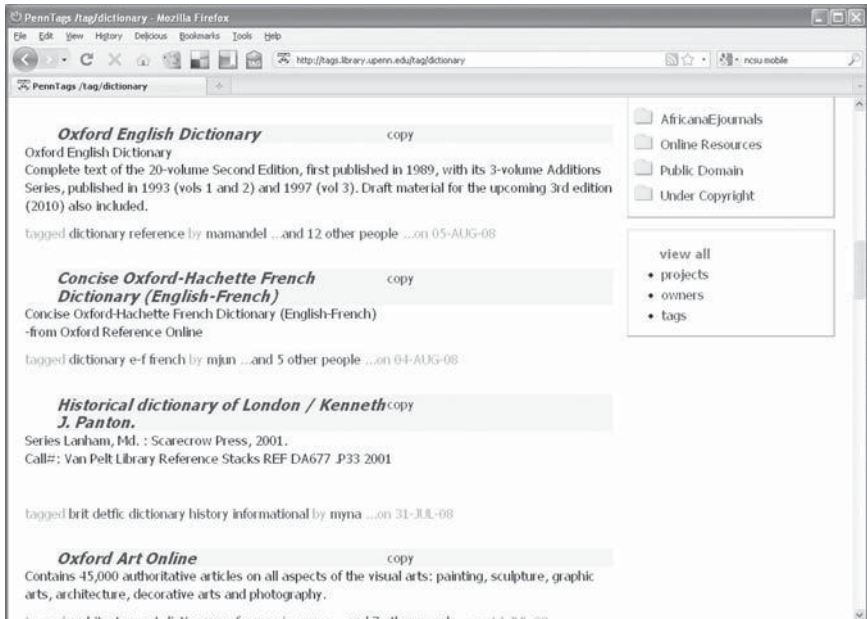 PennTags /tag/dictionary - Mozilla Firefox
File Edit View History Delicious Bookmarks Tools Help
http://tags.library.upenn.edu/tag/dictionary
ncsu mobile
PennTags /tag/dictionary
Oxford English Dictionary copy
Oxford English Dictionary
Complete text of the 20-volume Second Edition, first published in 1989, with its 3-volume Additions
Series, published in 1993 (vols 1 and 2) and 1997 (vol 3). Draft material for the upcoming 3rd edition
(2010) also included.
tagged dictionary reference by mamandel ...and 12 other people ...on 05-AUG-08
Concise Oxford-Hachette French copy
Dictionary (English-French)
Concise Oxford-Hachette French Dictionary (English-French)
-from Oxford Reference Online
tagged dictionary e-f french by mjun ...and 5 other people ...on 04-AUG-08
Historical dictionary of London / Kenneth copy
J. Panton.
Series Lanham, Md. : Scarecrow Press, 2001.
Call#: Van Pelt Library Reference Stacks REF DA677 .P33 2001
tagged brit detfic dictionary history informational by myna ...on 31-JUL-08
Oxford Art Online copy
Contains 45,000 authoritative articles on all aspects of the visual arts: painting, sculpture, graphic
arts, architecture, decorative arts and photography.
AfricanaEjournals
Online Resources
Public Domain
Under Copyright
view all
• projects
• owners
• tags